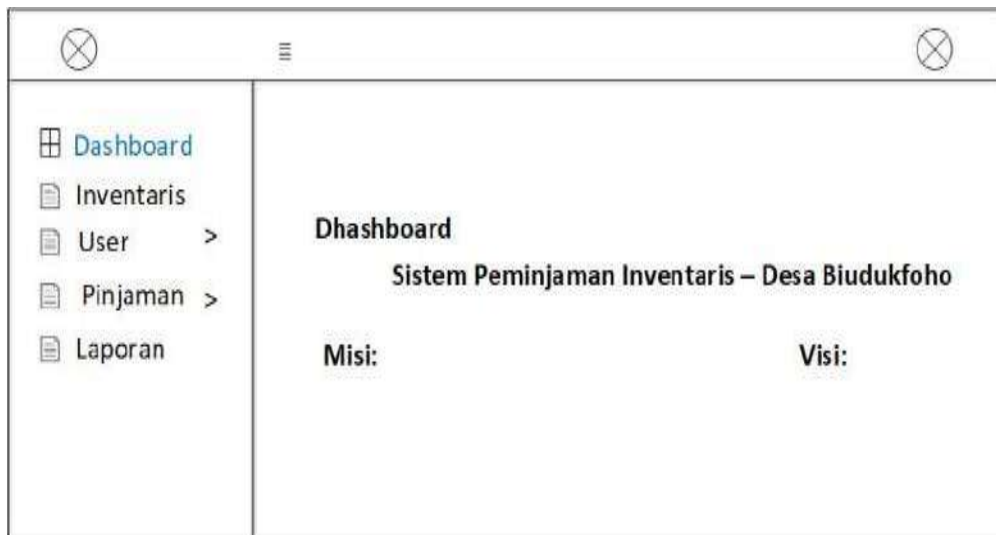 Dashboard
Inventaris
User >
Pinjaman >
Laporan
Dhashboard
Sistem Peminjaman Inventaris – Desa Biudukfoho
Misi:
Visi: